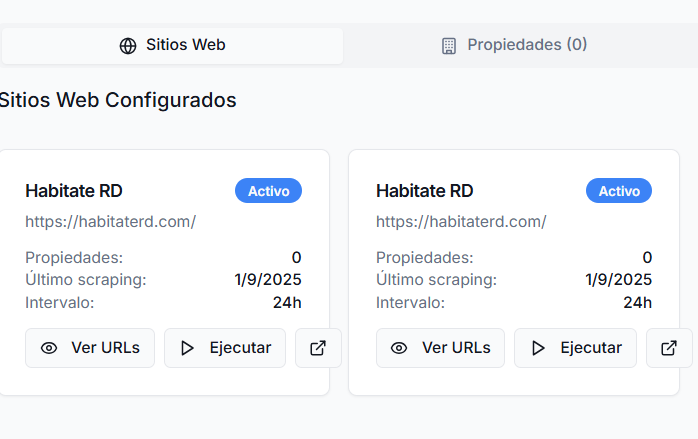 Sitios Web
Propiedades (0)
Sitios Web Configurados
Habitate RD
Activo
https://habitaterd.com/
Propiedades: 0
Último scraping: 1/9/2025
Intervalo: 24h
Ver URLs
Ejecutar
Habitate RD
Activo
https://habitaterd.com/
Propiedades: 0
Último scraping: 1/9/2025
Intervalo: 24h
Ver URLs
Ejecutar